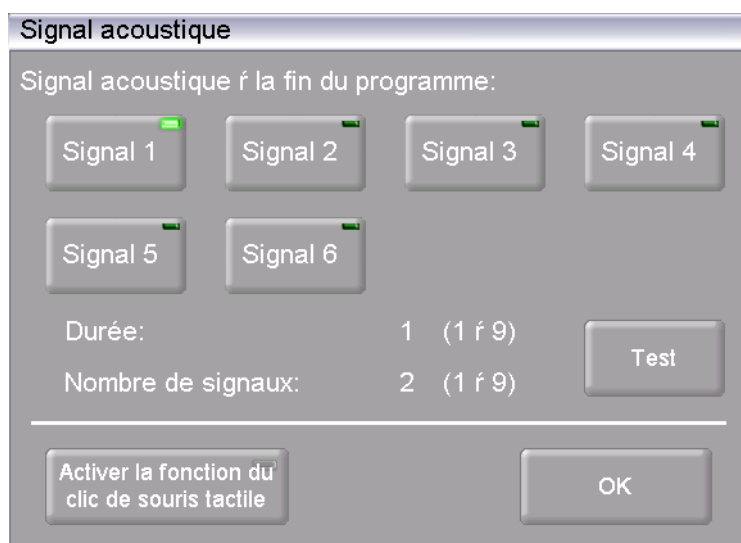 Signal acoustique
Signal acoustique ŕ la fin du programme:
Signal 1 Signal 2 Signal 3 Signal 4
Signal 5 Signal 6
Durée: 1 (1 ŕ 9)
Test
Nombre de signaux: 2 (1 ŕ 9)
Activer la fonction du
clic de souris tactile
OK